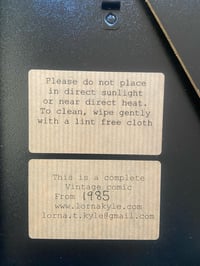 Please do not place
in direct sunlight
or near direct heat.
To clean, wipe gently
with a lint free cloth
This is a complete
Vintage comic
From 1985
www.lornakyle.com
lorna.t.kyle@gmail.com